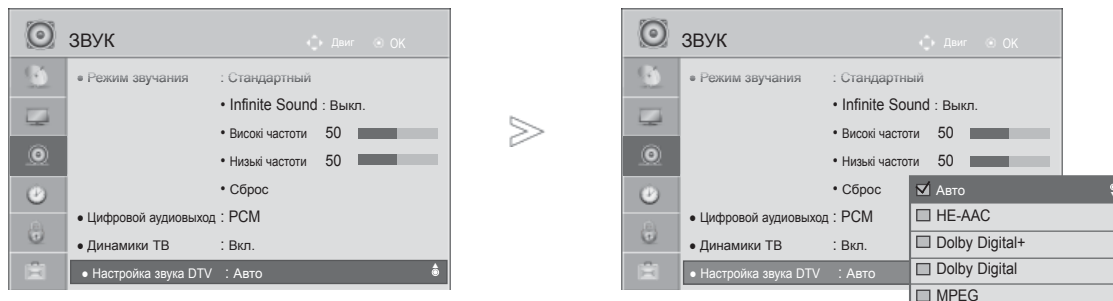 ЗВУК
Двиг ОК
• Режим звучания : Стандартный
• Infinite Sound : Выкл.
• Високі частоти 50
• Низькі частоти 50
• Сброс
• Цифровой аудиовыход : PCM
• Динамики ТВ : Вкл.
• Настройка звука DTV : Авто
ЗВУК
Двиг ОК
• Режим звучания : Стандартный
• Infinite Sound : Выкл.
• Високі частоти 50
• Низькі частоти 50
• Сброс
• Цифровой аудиовыход : PCM
• Динамики ТВ : Вкл.
• Настройка звука DTV : Авто
Авто
HE-AAC
Dolby Digital+
Dolby Digital
MPEG